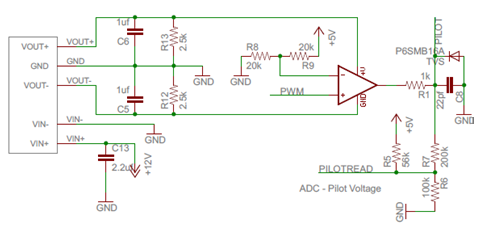 VOUT+ VOUT+
GND GND
VOUT- VOUT-
VIN- VIN-
VIN+ VIN+
1uf
C6
R13
2.5k
1uf
C5
R12
2.5k
GND
GND
C13
2.2uf
+12V
GND
R8
20k
20k
R9
+5V
GND
PWM
+U
GND
1k
R1
PILOT
P6SMB16A
TVS
22pf
C8
GND
+5V
R5
56k
R7
200k
PILOTREAD
ADC - Pilot Voltage
100k
R6
GND